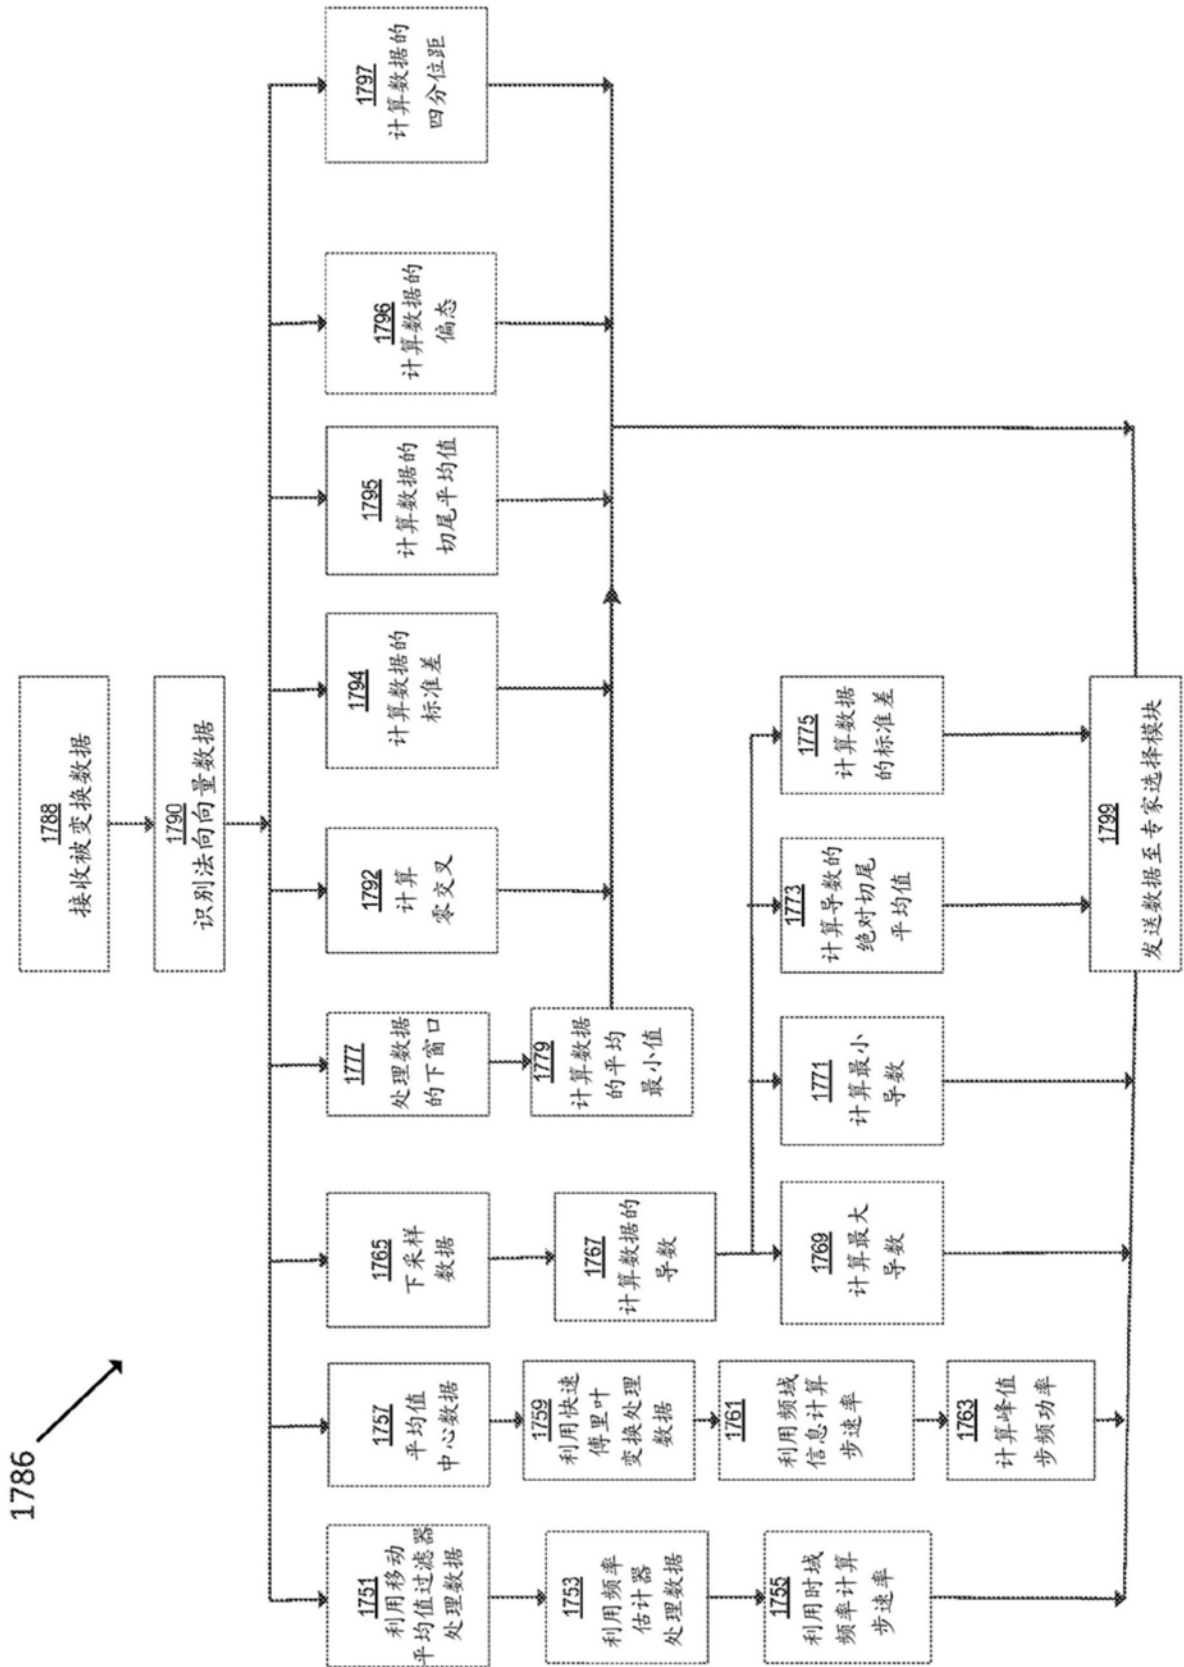 1786
1788
接收被变换数据
1790
识别法向向量数据
1751
利用移动
平均值过滤器
处理数据
1753
利用频率
估计器
处理数据
1755
利用时域
频率计算
步速率
1757
平均值
中心数据
1759
利用快速
傅里叶
变换处理
数据
1761
利用频域
信息计算
步速率
1763
计算峰值
步频功率
1765
下采样
数据
1767
计算数据的
导数
1769
计算最大
导数
1771
计算最小
导数
1773
计算导数的
绝对切尾
平均值
1775
计算数据
的标准差
1777
处理数据
的下窗口
1779
计算数据
的平均
最小值
1792
计算
零交叉
1794
计算数据的
标准差
1795
计算数据的
切尾平均值
1796
计算数据的
偏态
1797
计算数据的
四分位距
1799
发送数据至专家选择模块